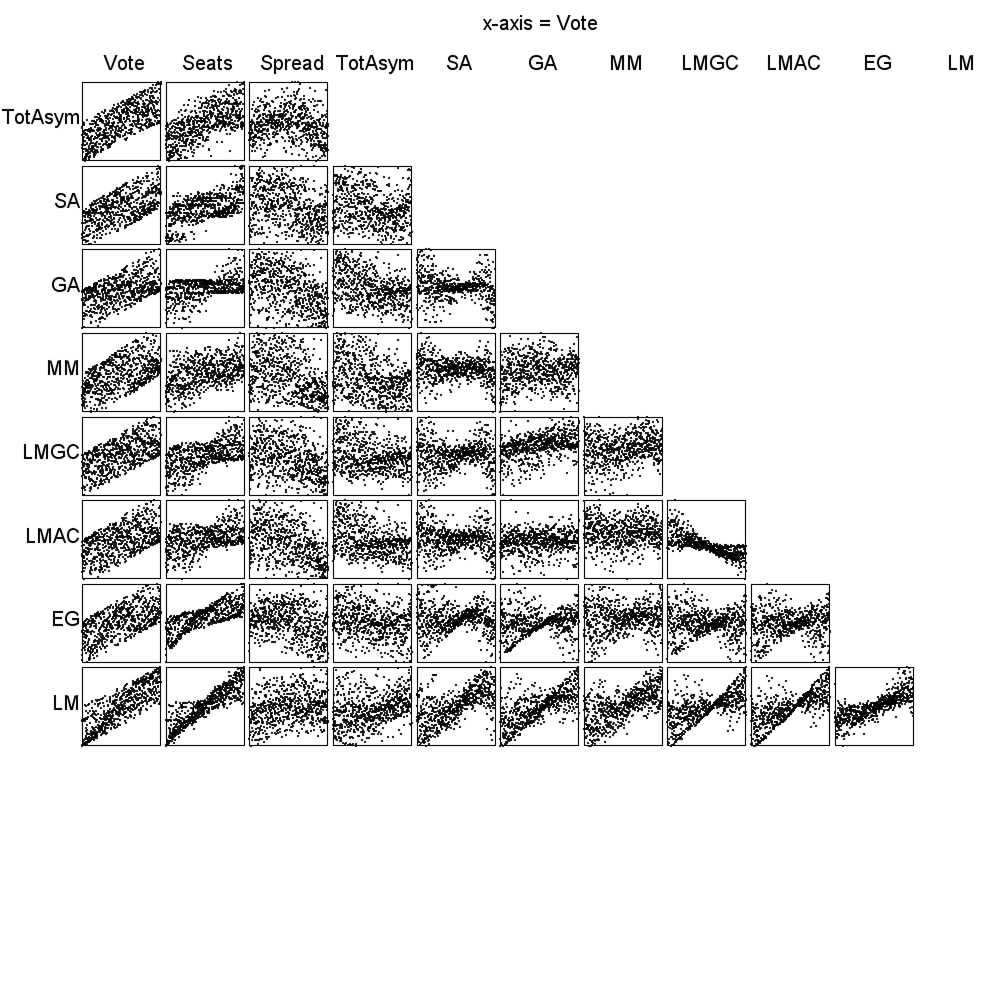 x-axis = Vote
Vote Seats Spread TotAsym SA GA MM LMGC LMAC EG LM
TotAsym
SA
GA
MM
LMGC
LMAC
EG
LM